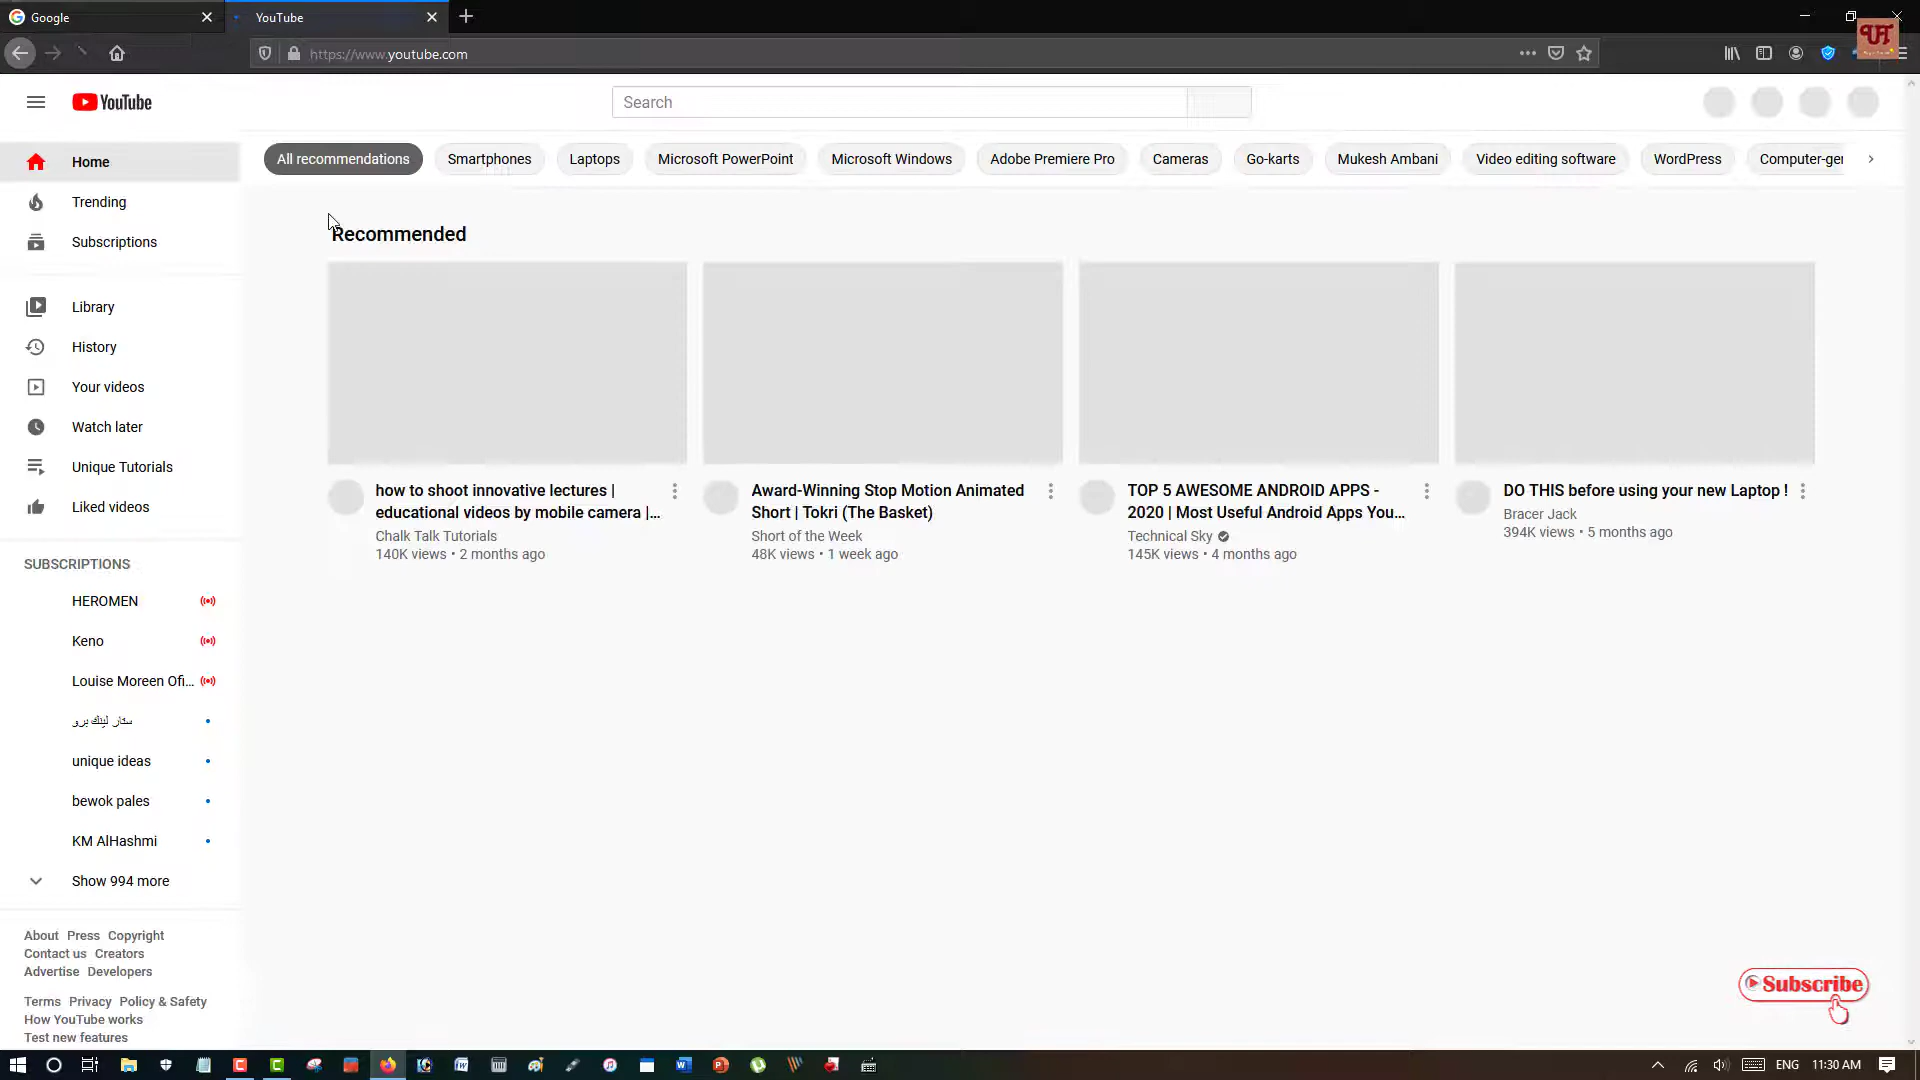 Google
YouTube
https://www.youtube.com
UT
YouTube
Search
Home
Trending
Subscriptions
Library
History
Your videos
Watch later
Unique Tutorials
Liked videos
SUBSCRIPTIONS
HEROMEN
Keno
Louise Moreen Ofi...
ستار لينك برو
unique ideas
bewok pales
KM AlHashmi
Show 994 more
About Press Copyright
Contact us Creators
Advertise Developers
Terms Privacy Policy & Safety
How YouTube works
Test new features
All recommendations
Smartphones
Laptops
Microsoft PowerPoint
Microsoft Windows
Adobe Premiere Pro
Cameras
Go-karts
Mukesh Ambani
Video editing software
WordPress
Computer-ger
Recommended
how to shoot innovative lectures |
educational videos by mobile camera |...
Chalk Talk Tutorials
140K views • 2 months ago
Award-Winning Stop Motion Animated
Short | Tokri (The Basket)
Short of the Week
48K views • 1 week ago
TOP 5 AWESOME ANDROID APPS -
2020 | Most Useful Android Apps You...
Technical Sky
145K views • 4 months ago
DO THIS before using your new Laptop !
Bracer Jack
394K views • 5 months ago
Subscribe
ENG
11:30 AM